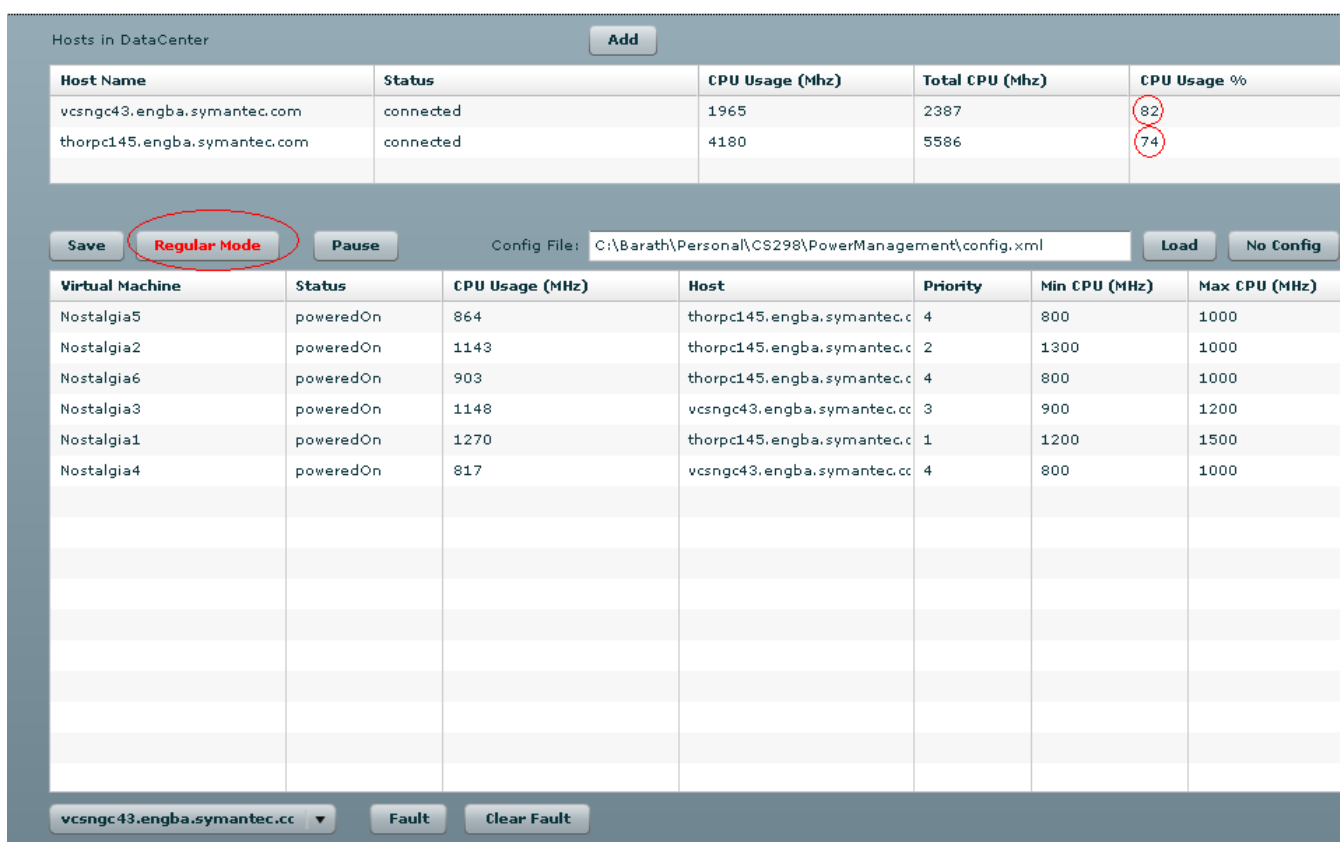 Hosts in DataCenter Add
Host Name Status CPU Usage (Mhz) Total CPU (Mhz) CPU Usage %
vcsngc43.engba.symantec.com connected 1965 2387 82
thorpc145.engba.symantec.com connected 4180 5586 74
Save Regular Mode Pause Config File: C:\Barath\Personal\CS298\PowerManagement\config.xml Load No Config
Virtual Machine Status CPU Usage (MHz) Host Priority Min CPU (MHz) Max CPU (MHz)
Nostalgia5 poweredOn 864 thorpc145.engba.symantec.c 4 800 1000
Nostalgia2 poweredOn 1143 thorpc145.engba.symantec.c 2 1300 1000
Nostalgia6 poweredOn 903 thorpc145.engba.symantec.c 4 800 1000
Nostalgia3 poweredOn 1148 vcsngc43.engba.symantec.cc 3 900 1200
Nostalgia1 poweredOn 1270 thorpc145.engba.symantec.c 1 1200 1500
Nostalgia4 poweredOn 817 vcsngc43.engba.symantec.cc 4 800 1000
vcsngc43.engba.symantec.cc Fault Clear Fault